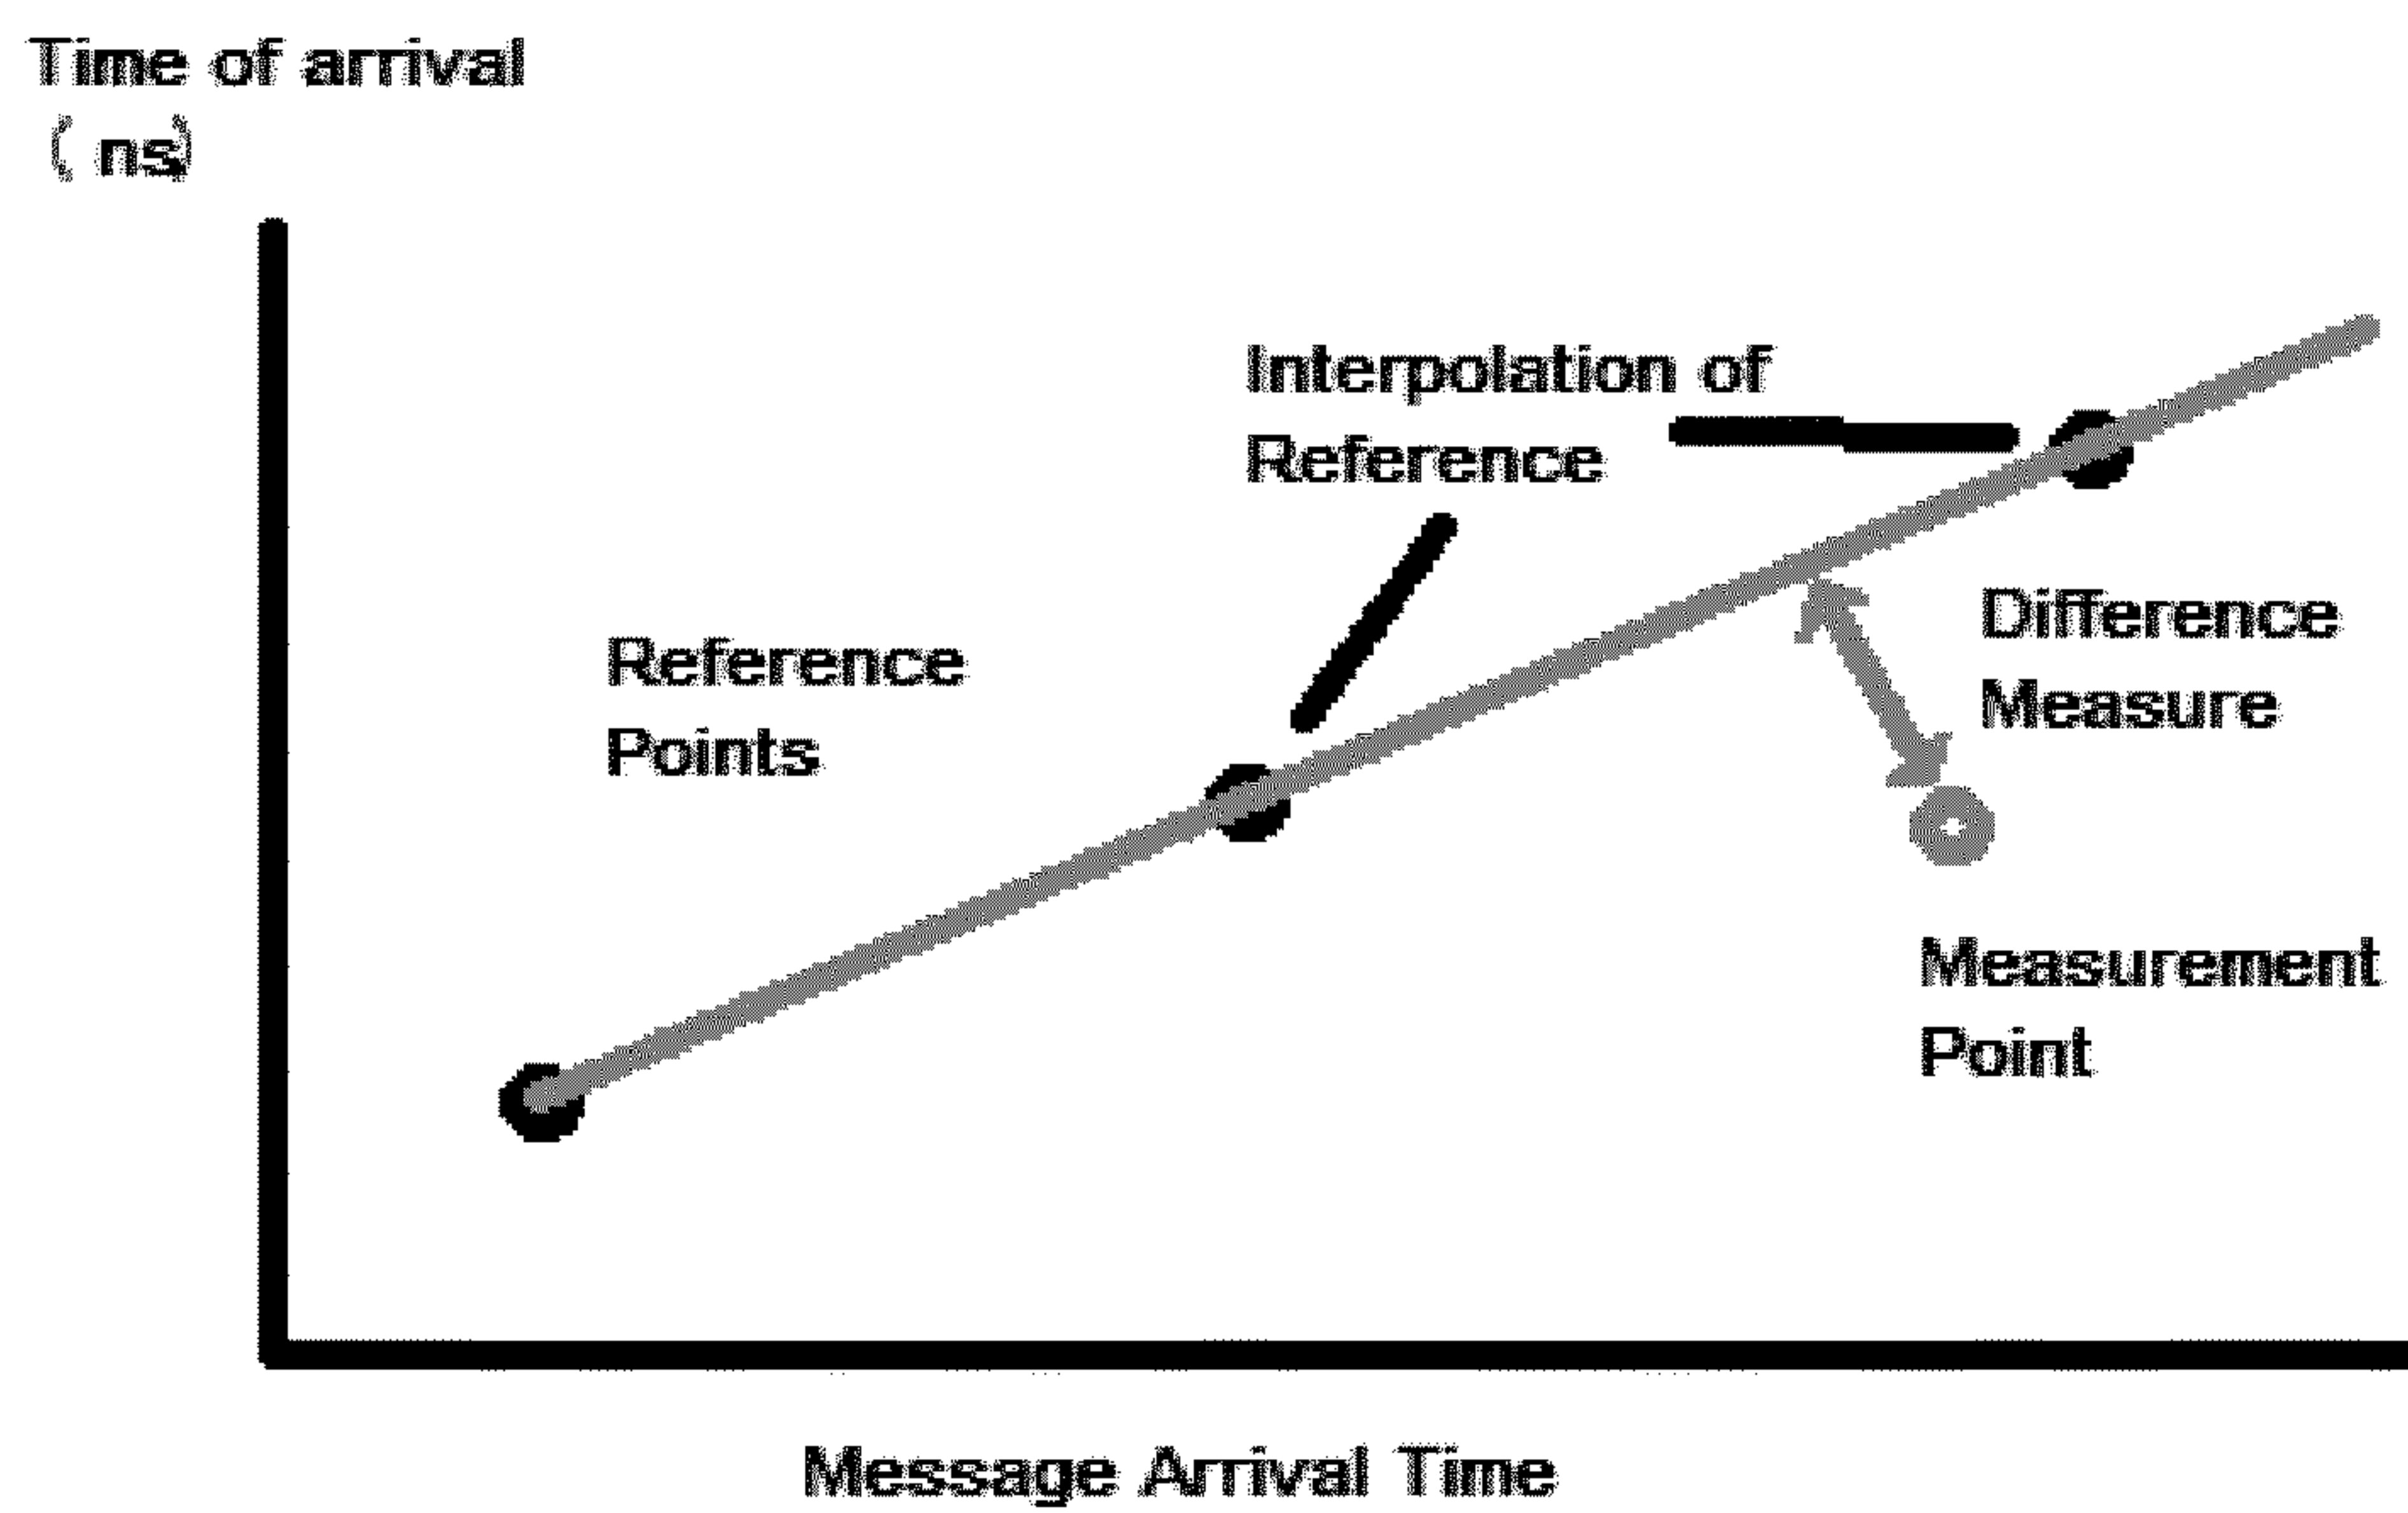 Time of arrival
( ns)
Interpolation of
Reference
Reference
Points
Difference
Measure
Measurement
Point
Message Arrival Time